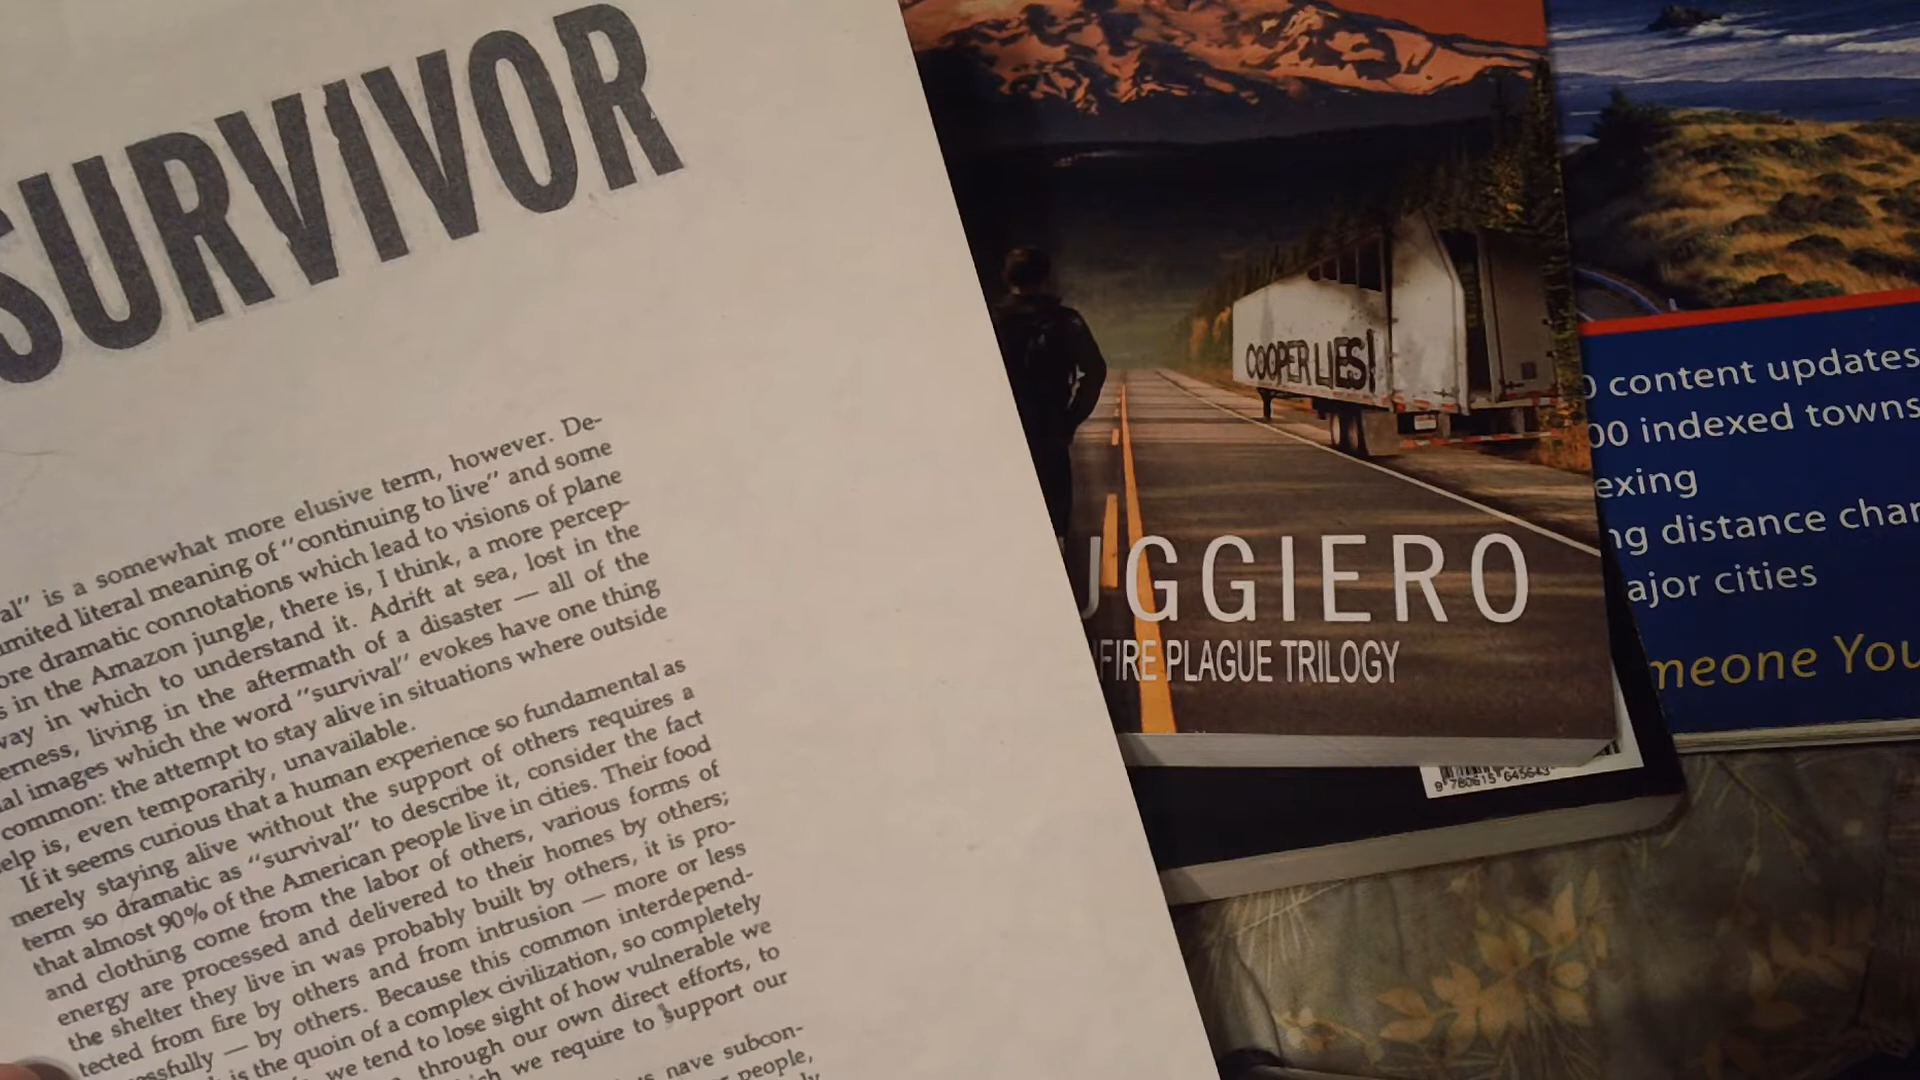 SURVIVOR
is a somewhat more elusive term, however. De-
literal meaning of "continuing to live" and some
dramatic connotations which lead to visions of plane
in the Amazon jungle, there is, I think, a more percep-
in which to understand it. Adrift at sea, lost in the
living in the aftermath of a disaster — all of the
images which the word "survival" evokes have one thing
common: the attempt to stay alive in situations where outside
is, even temporarily, unavailable.
If it seems curious that a human experience so fundamental as
merely staying alive without the support of others requires a
term so dramatic as "survival" to describe it, consider the fact
that almost 90% of the American people live in cities. Their food
and clothing come from the labor of others, various forms of
energy are processed and delivered to their homes by others;
the shelter they live in was probably built by others, it is pro-
tected from fire by others and from intrusion — more or less
— by others. Because this common interdepend-
is the quoin of a complex civilization, so completely
we tend to lose sight of how vulnerable we
through our own direct efforts, to
we require to support our
subcon-
people,
COOPER LIES!
UGGIERO
FIRE PLAGUE TRILOGY
9 780615 645643
0 content updates
00 indexed towns
exing
ng distance char
ajor cities
meone You